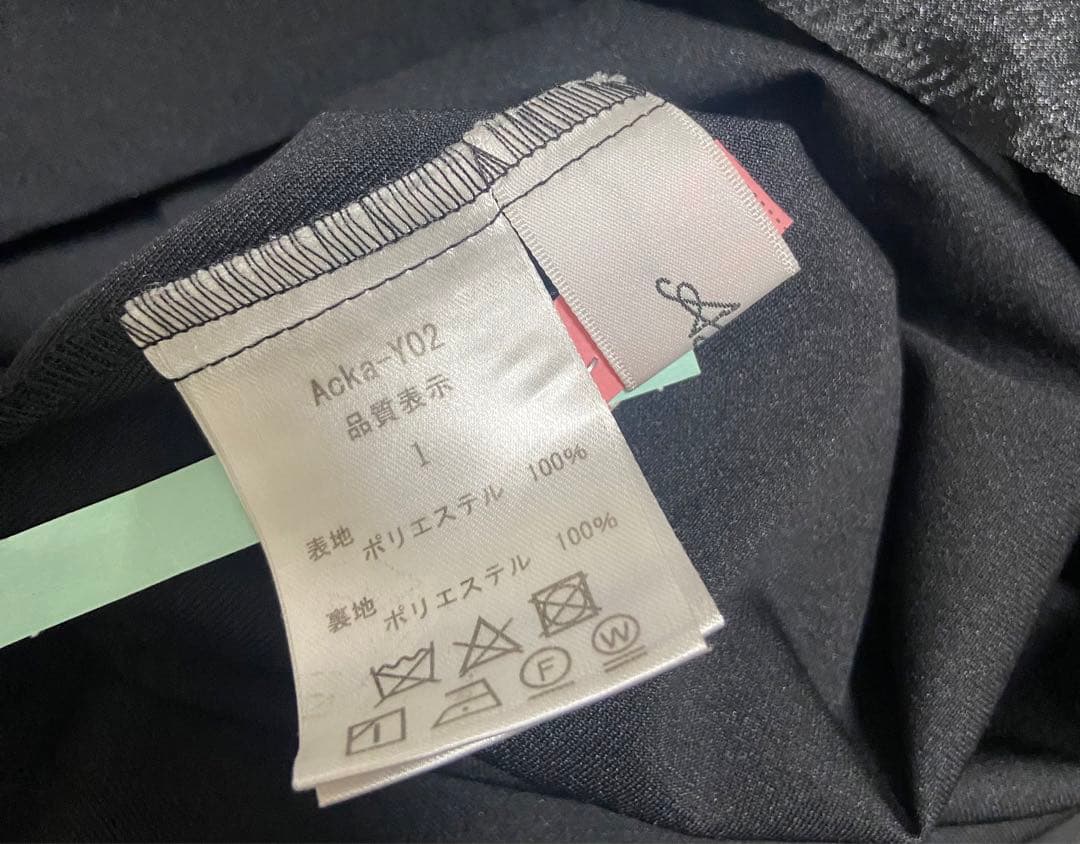 Acka-Y02
品質表示
1
表地 ポリエステル 100%
裏地 ポリエステル 100%
F W